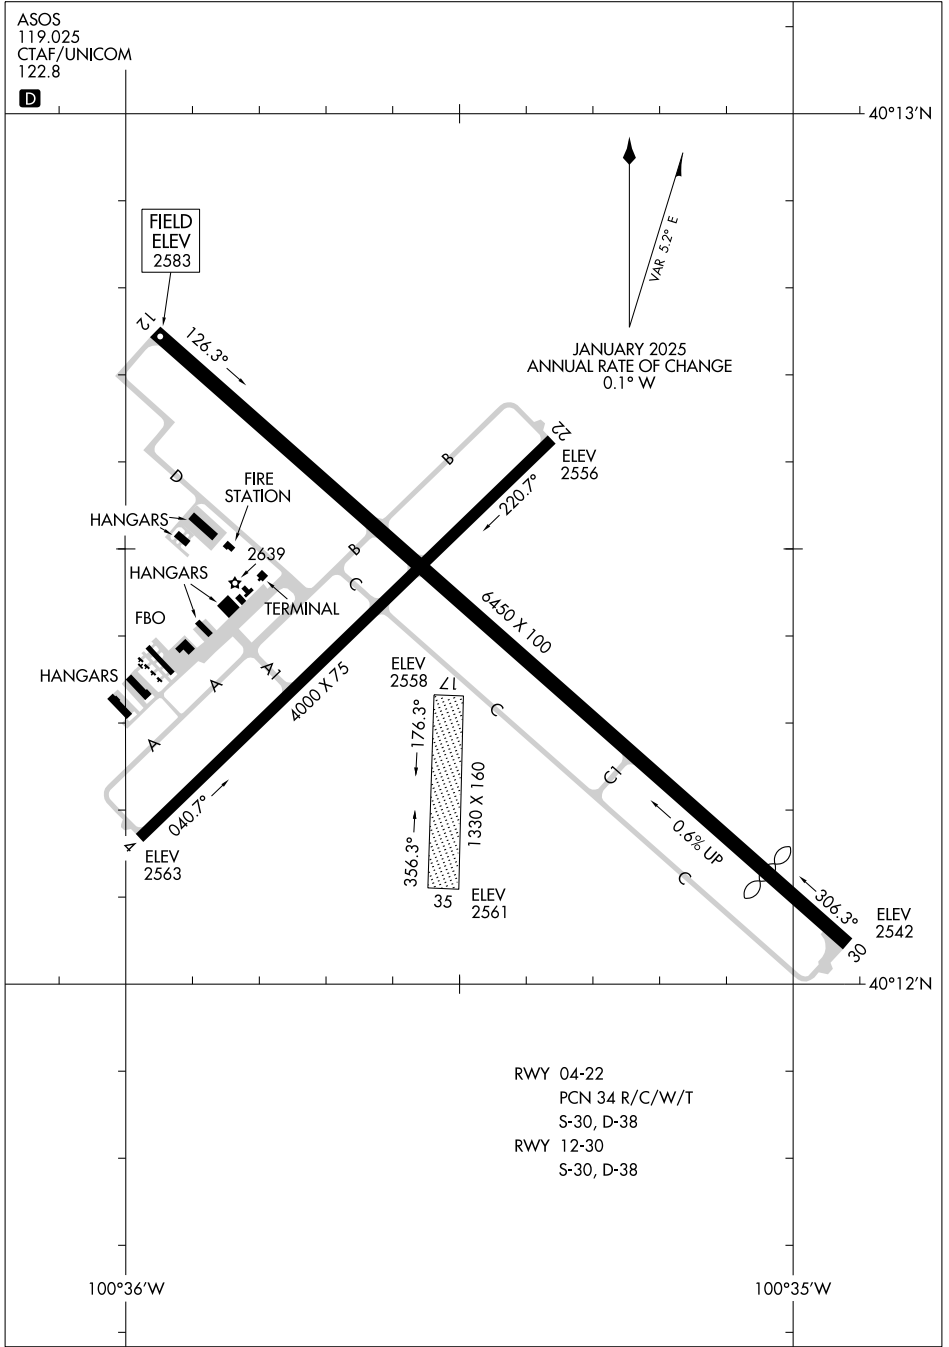 ASOS
119.025
CTAF/UNICOM
122.8
D
40°13'N
FIELD
ELEV
2583
VAR 5.2° E
JANUARY 2025
ANNUAL RATE OF CHANGE
0.1° W
12
126.3°
22
ELEV
2556
220.7°
B
D
FIRE
STATION
HANGARS
B
2639
HANGARS
C
TERMINAL
FBO
6450 X 100
HANGARS
A1
A
4000 X 75
ELEV
2558
17
C
176.3°
A
C1
1330 X 160
040.7°
0.6% UP
4
ELEV
2563
356.3°
C
35
ELEV
2561
306.3°
ELEV
2542
30
40°12'N
RWY 04-22
PCN 34 R/C/W/T
S-30, D-38
RWY 12-30
S-30, D-38
100°36'W
100°35'W